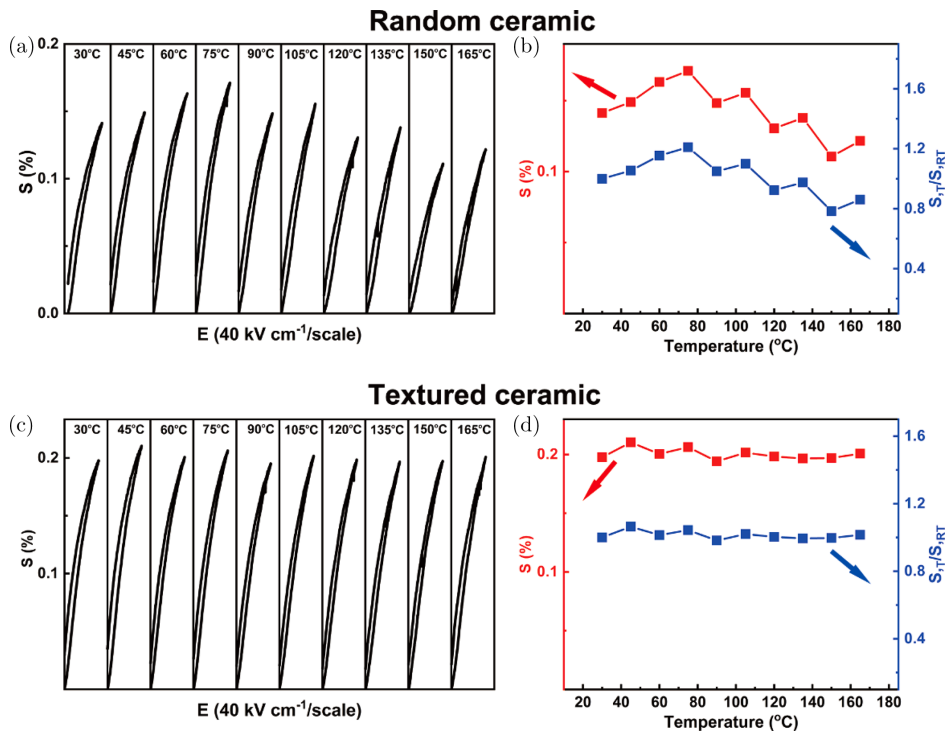 Random ceramic
(a)
0.2
0.1
0.0
S (%)
30°C 45°C 60°C 75°C 90°C 105°C 120°C 135°C 150°C 165°C
E (40 kV cm⁻¹/scale)
(b)
S (%)
0.1
1.6
1.2
0.8
0.4
S,T/S,RT
20 40 60 80 100 120 140 160 180
Temperature (°C)
Textured ceramic
(c)
0.2
0.1
S (%)
30°C 45°C 60°C 75°C 90°C 105°C 120°C 135°C 150°C 165°C
E (40 kV cm⁻¹/scale)
(d)
0.2
0.1
S (%)
1.6
1.2
0.8
0.4
S,T/S,RT
20 40 60 80 100 120 140 160 180
Temperature (°C)